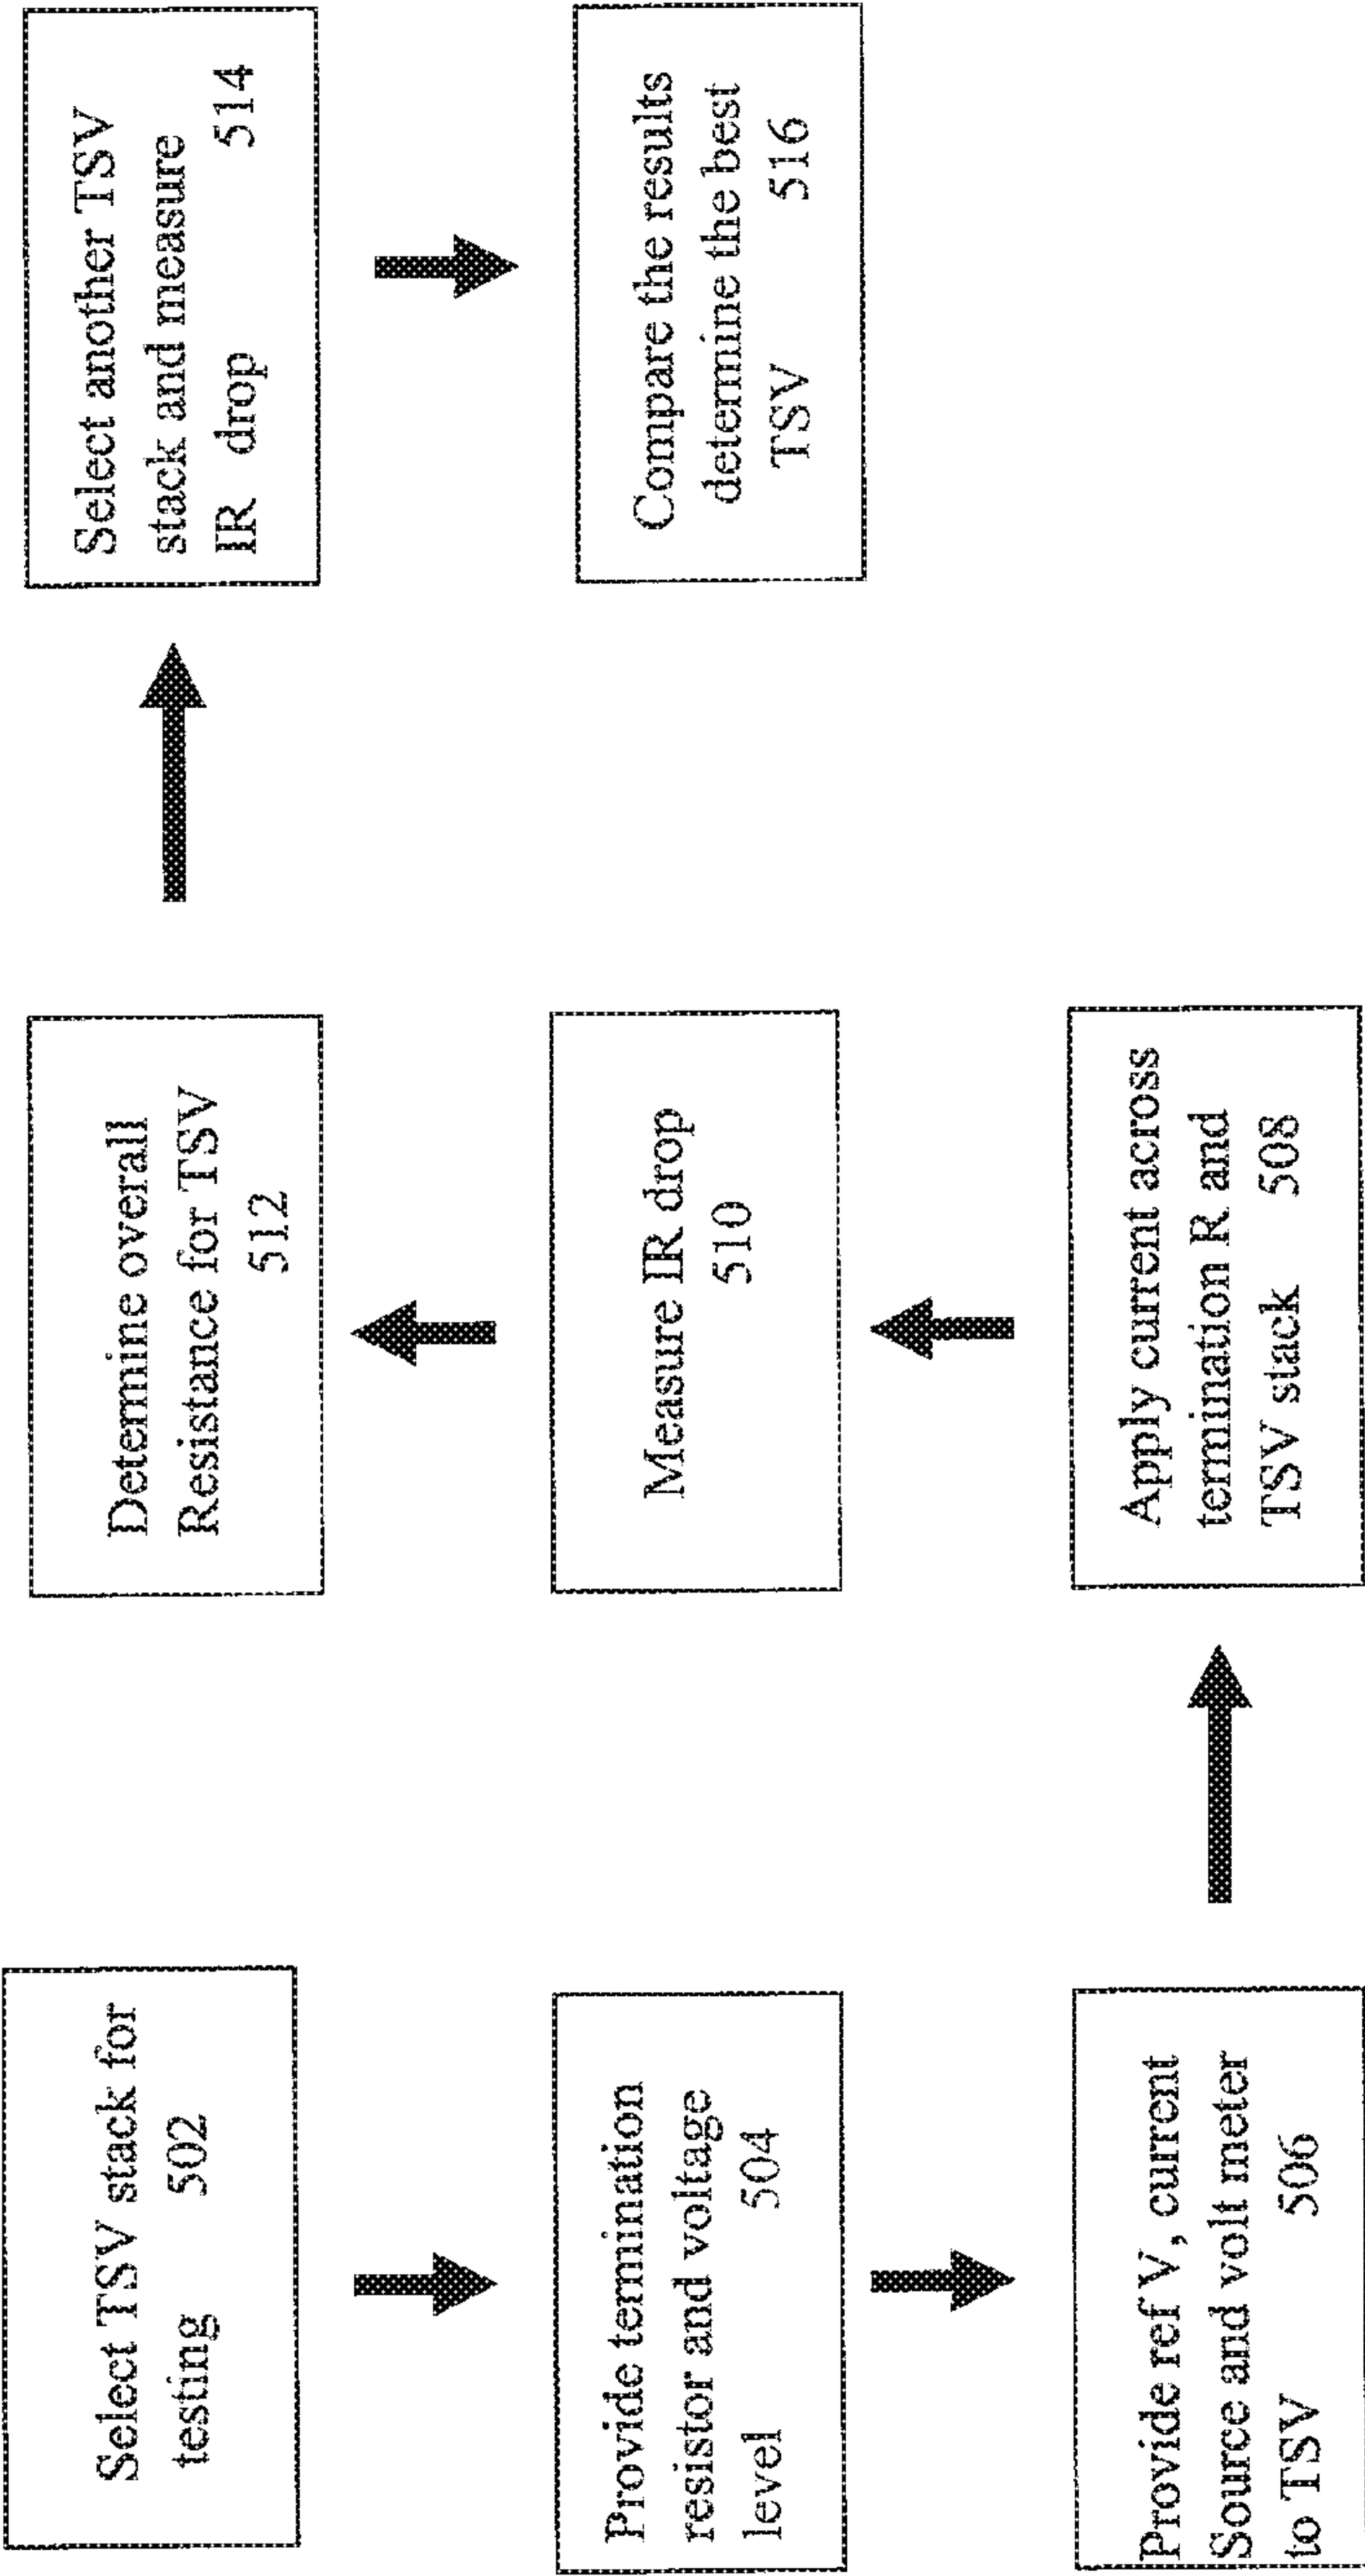 Select TSV stack for
testing 502
Provide termination
resistor and voltage
level 504
Provide ref V, current
Source and volt meter
to TSV 506
Apply current across
termination R and
TSV stack 508
Measure IR drop
510
Determine overall
Resistance for TSV
512
Select another TSV
stack and measure
IR drop 514
Compare the results
determine the best
TSV 516